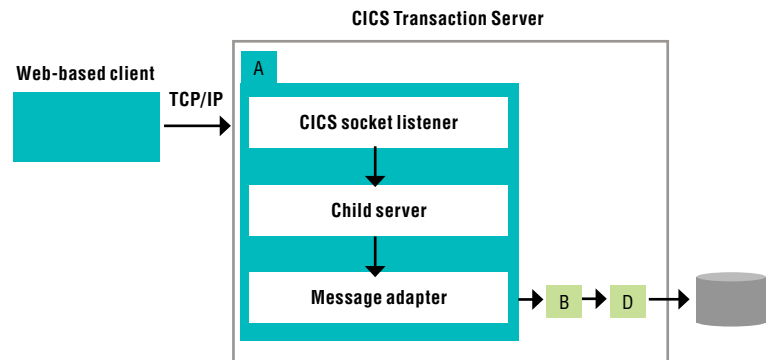 CICS Transaction Server
Web-based client
TCP/IP
A
CICS socket listener
Child server
Message adapter
B
D